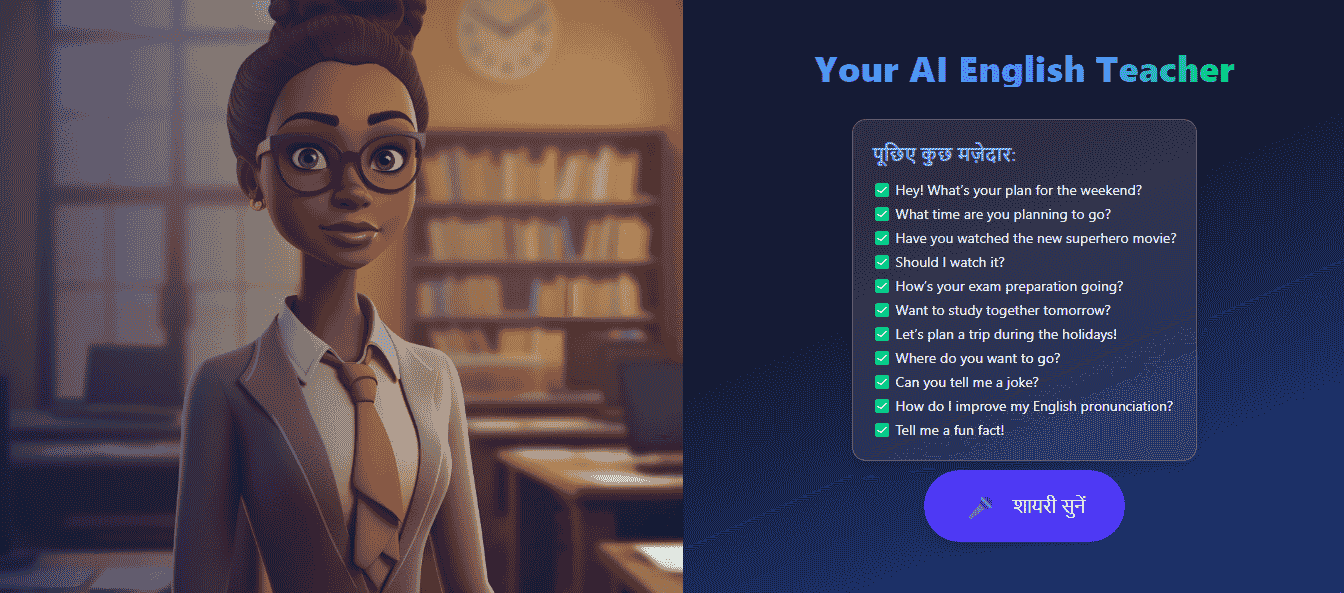 Your AI English Teacher
पूछिए कुछ मज़ेदार:
✅ Hey! What's your plan for the weekend?
✅ What time are you planning to go?
✅ Have you watched the new superhero movie?
✅ Should I watch it?
✅ How's your exam preparation going?
✅ Want to study together tomorrow?
✅ Let's plan a trip during the holidays!
✅ Where do you want to go?
✅ Can you tell me a joke?
✅ How do I improve my English pronunciation?
✅ Tell me a fun fact!
शायरी सुनें